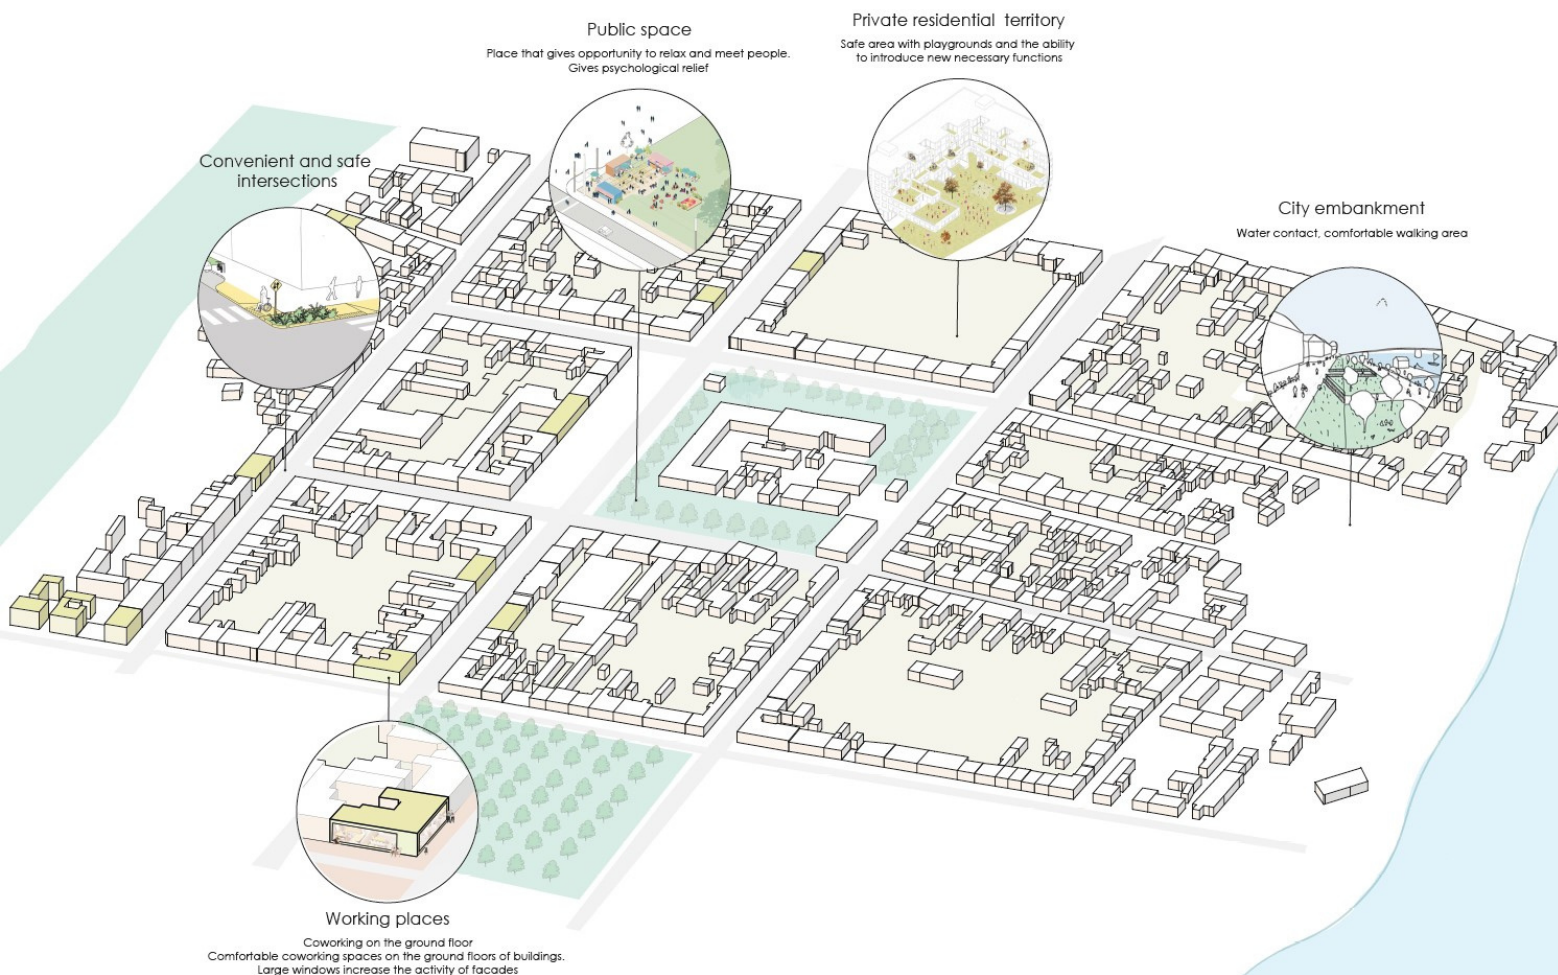 Public space
Place that gives opportunity to relax and meet people.
Gives psychological relief
Private residential territory
Safe area with playgrounds and the ability
to introduce new necessary functions
Convenient and safe
intersections
City embankment
Water contact, comfortable walking area
Working places
Coworking on the ground floor
Comfortable coworking spaces on the ground floors of buildings.
Large windows increase the activity of facades